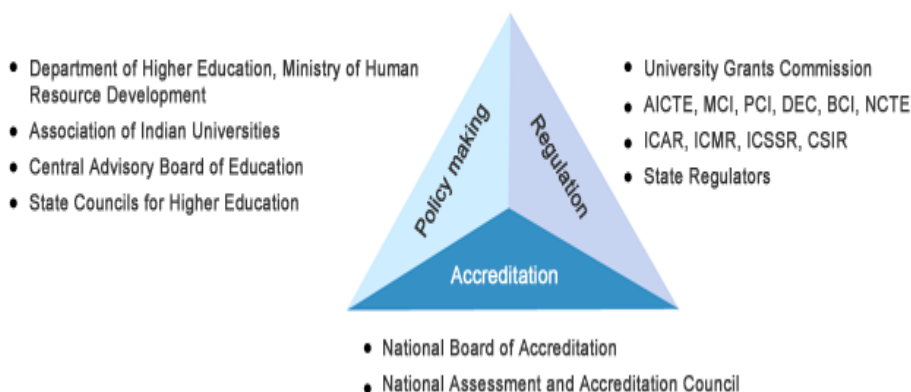 • Department of Higher Education, Ministry of Human
Resource Development
• Association of Indian Universities
• Central Advisory Board of Education
• State Councils for Higher Education
Policy making
Regulation
Accreditation
• University Grants Commission
• AICTE, MCI, PCI, DEC, BCI, NCTE
• ICAR, ICMR, ICSSR, CSIR
• State Regulators
• National Board of Accreditation
• National Assessment and Accreditation Council